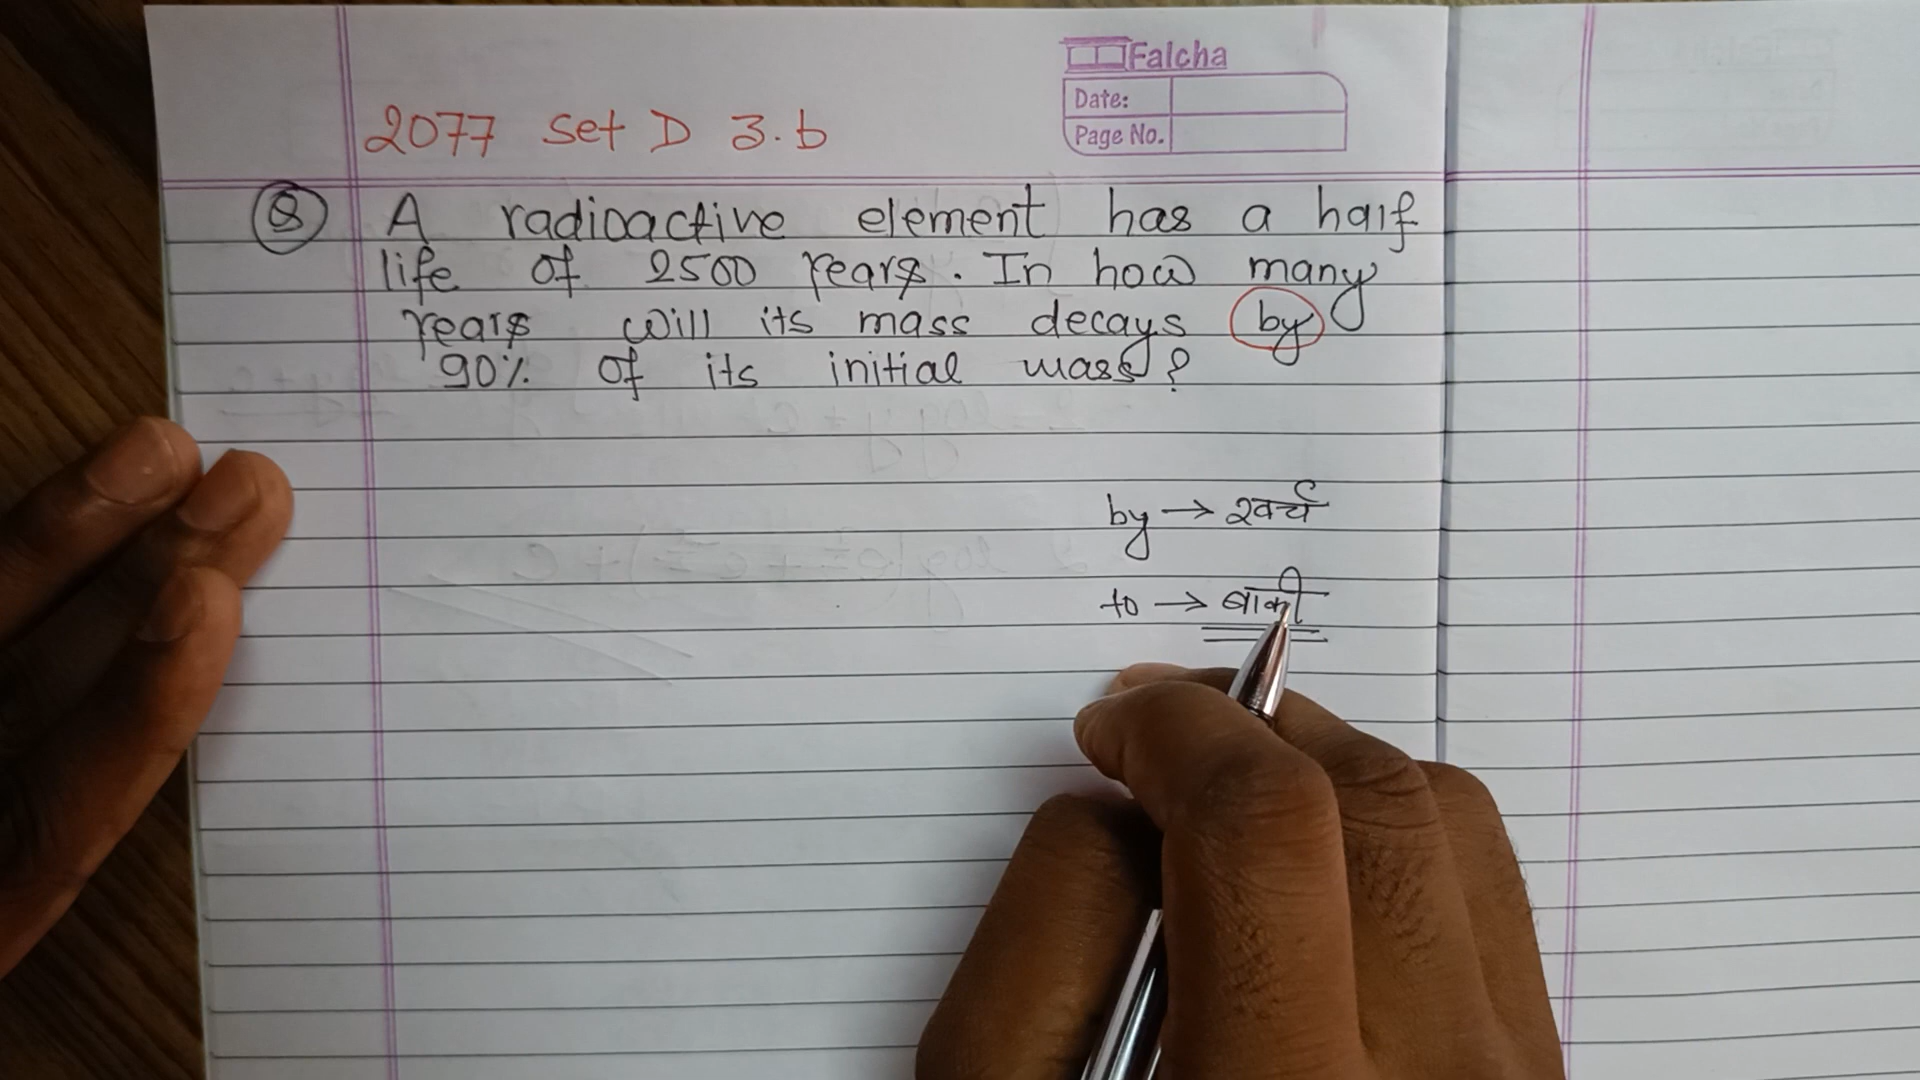 Falcha
Date:
Page No.
2077 set D 3.b
Q A radioactive element has a half
life of 2500 years. In how many
years will its mass decays by
90% of its initial mass?
by → खर्च
to → बाकी